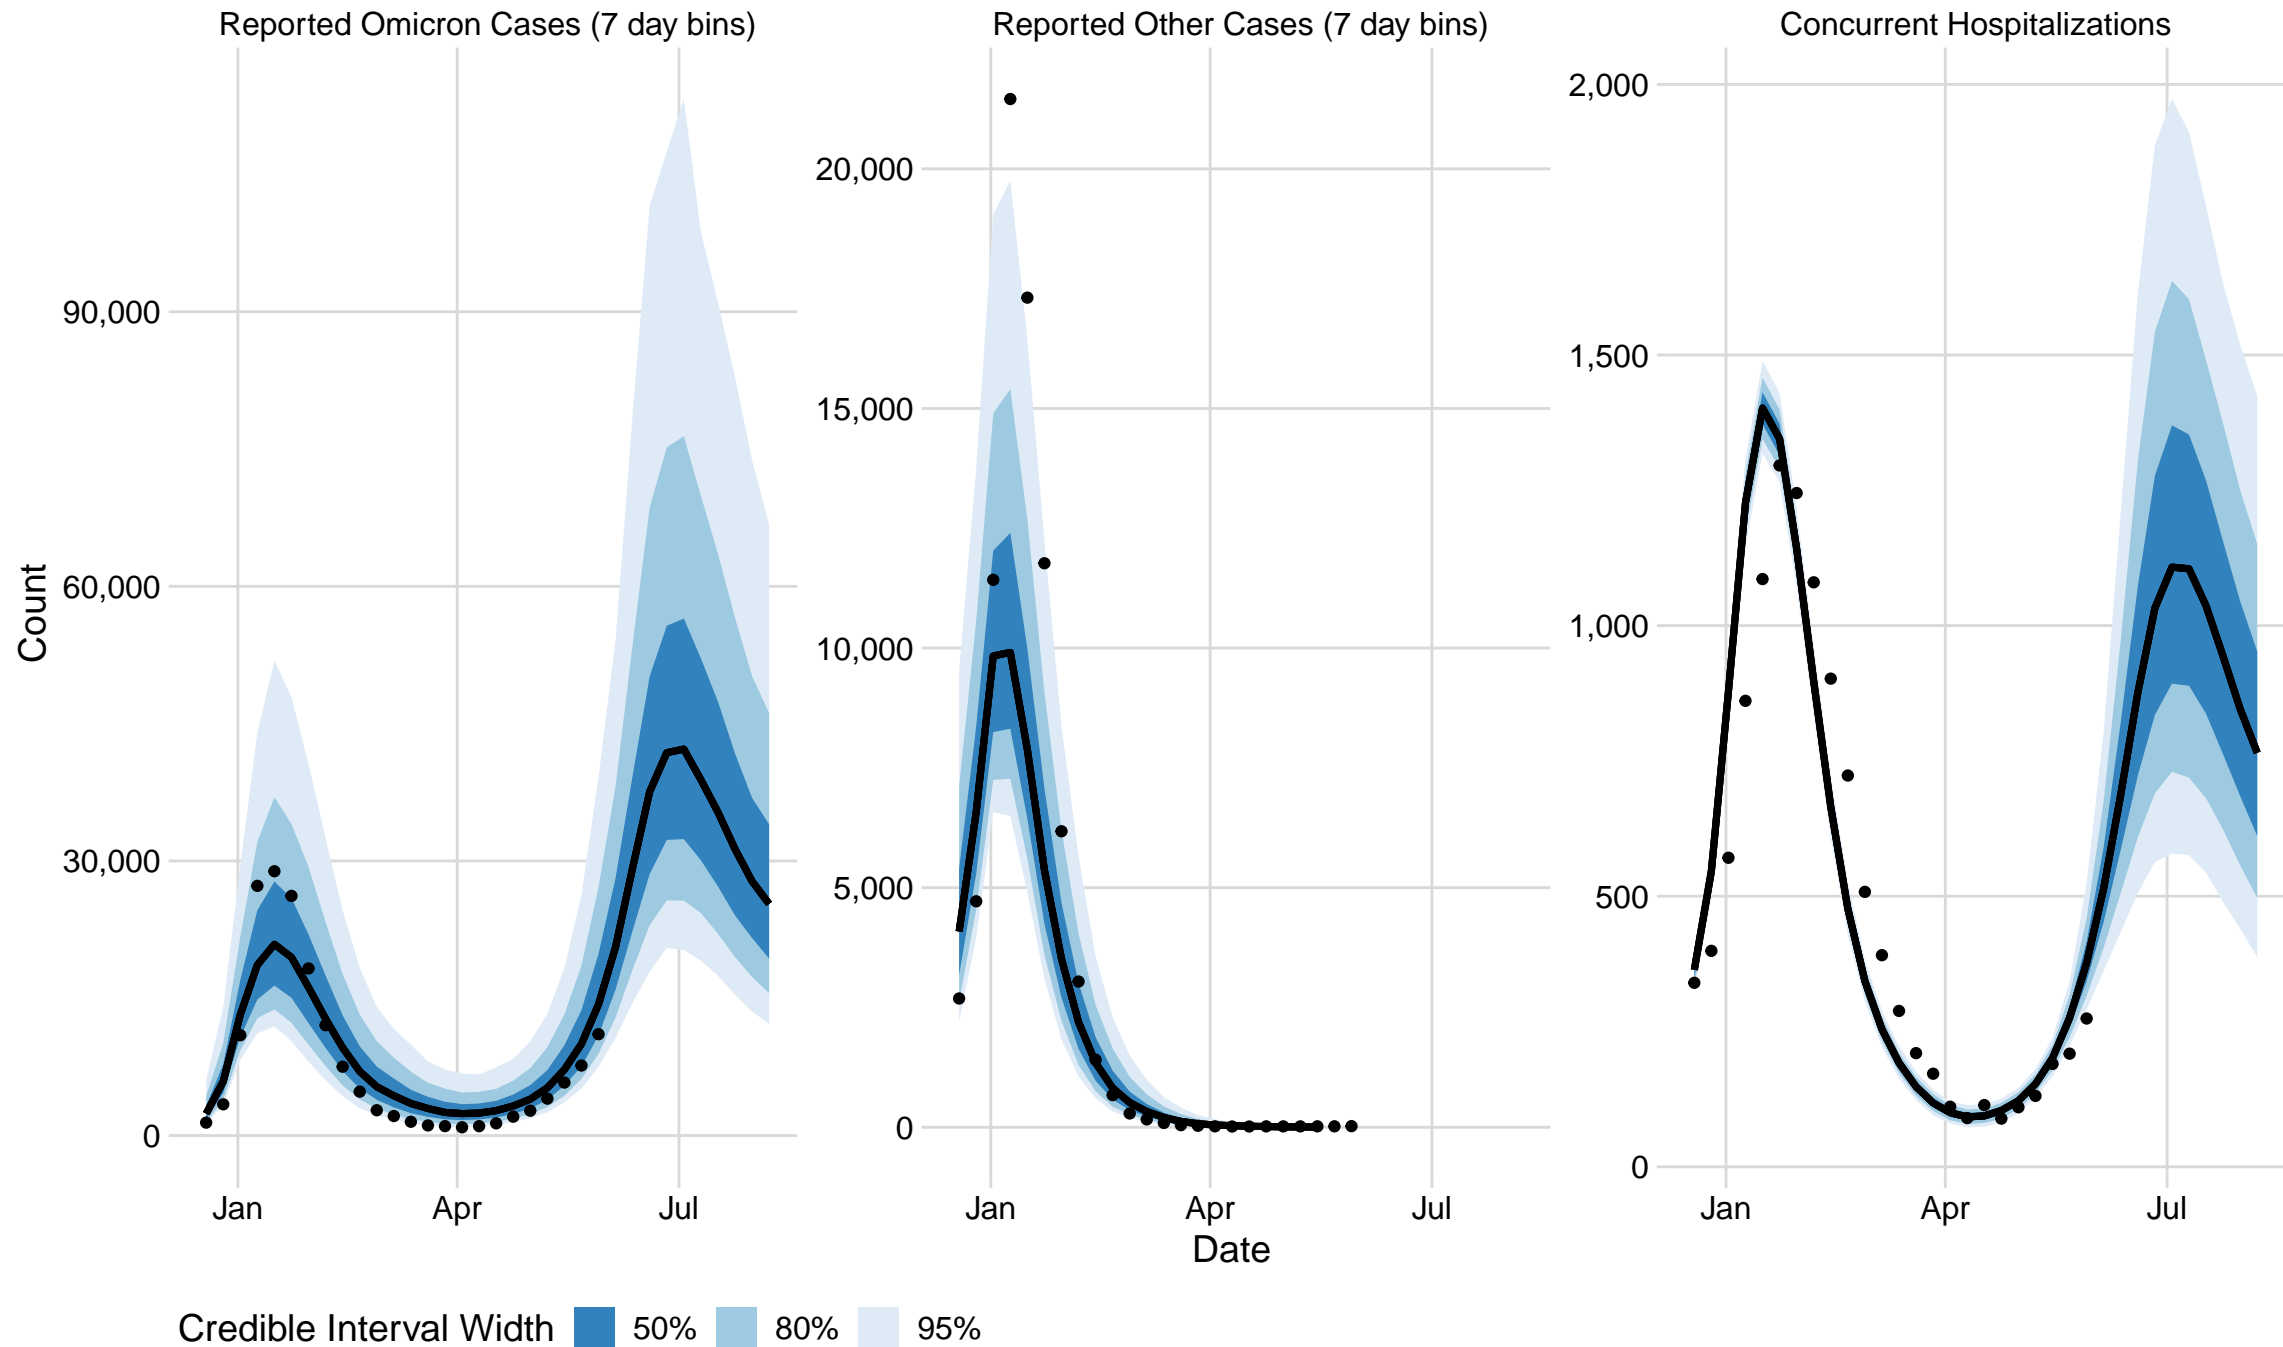 Reported Omicron Cases (7 day bins)
Reported Other Cases (7 day bins)
Concurrent Hospitalizations
Count
90,000
60,000
30,000
0
Jan
Apr
Jul
20,000
15,000
10,000
5,000
0
Jan
Apr
Jul
2,000
1,500
1,000
500
0
Jan
Apr
Jul
Date
Credible Interval Width 50% 80% 95%